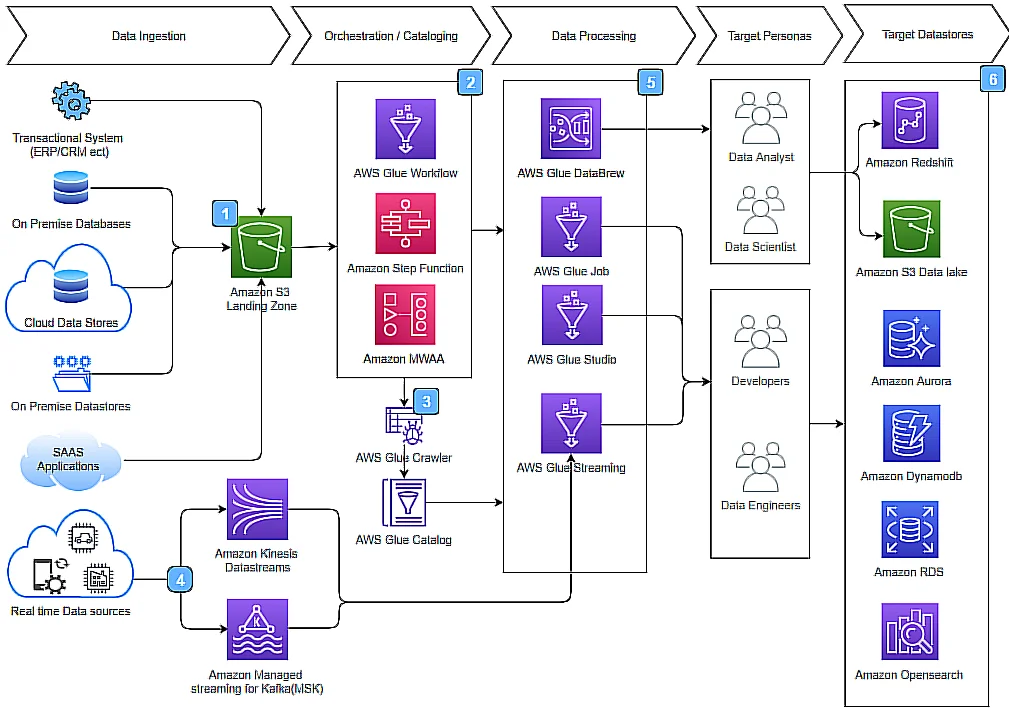 Data Ingestion
Orchestration / Cataloging
Data Processing
Target Personas
Target Datastores
Transactional System
(ERP/CRM ect)
On Premise Databases
Cloud Data Stores
On Premise Datastores
SAAS
Applications
Real time Data sources
1
Amazon S3
Landing Zone
4
Amazon Kinesis
Datastreams
K
Amazon Managed
streaming for Kafka(MSK)
2
AWS Glue Workflow
Amazon Step Function
Amazon MWAA
3
AWS Glue Crawler
AWS Glue Catalog
5
AWS Glue DataBrew
AWS Glue Job
AWS Glue Studio
AWS Glue Streaming
Data Analyst
Data Scientist
Developers
Data Engineers
6
Amazon Redshift
Amazon S3 Data lake
Amazon Aurora
Amazon Dynamodb
Amazon RDS
Amazon Opensearch